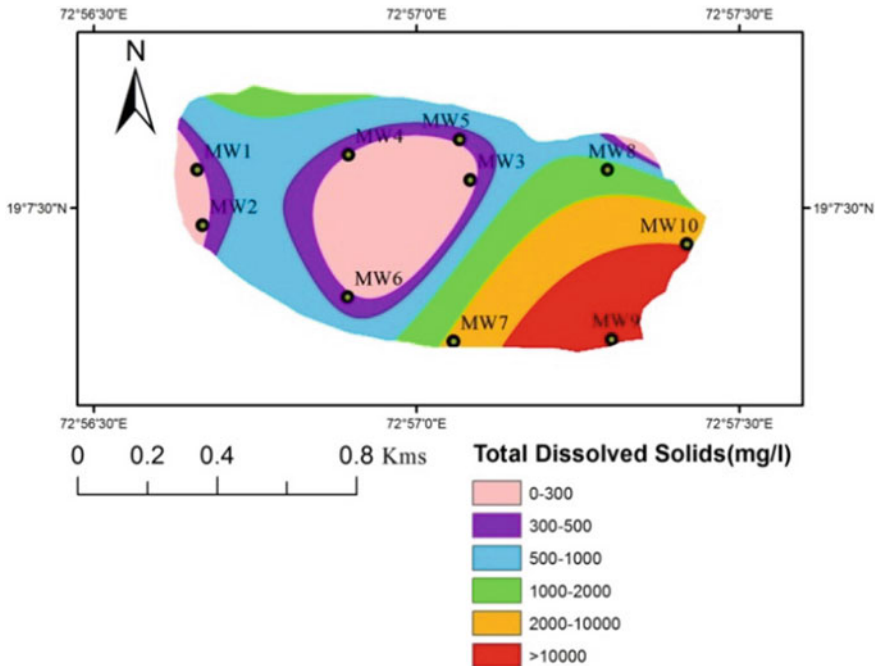 72°56'30"E 72°57'0"E 72°57'30"E
N
MW5
MW4
MW1
MW3
MW8
MW2
19°7'30"N 19°7'30"N
MW10
MW6
MW7
MW9
72°56'30"E 72°57'0"E 72°57'30"E
0 0.2 0.4 0.8 Kms
Total Dissolved Solids(mg/l)
0-300
300-500
500-1000
1000-2000
2000-10000
>10000